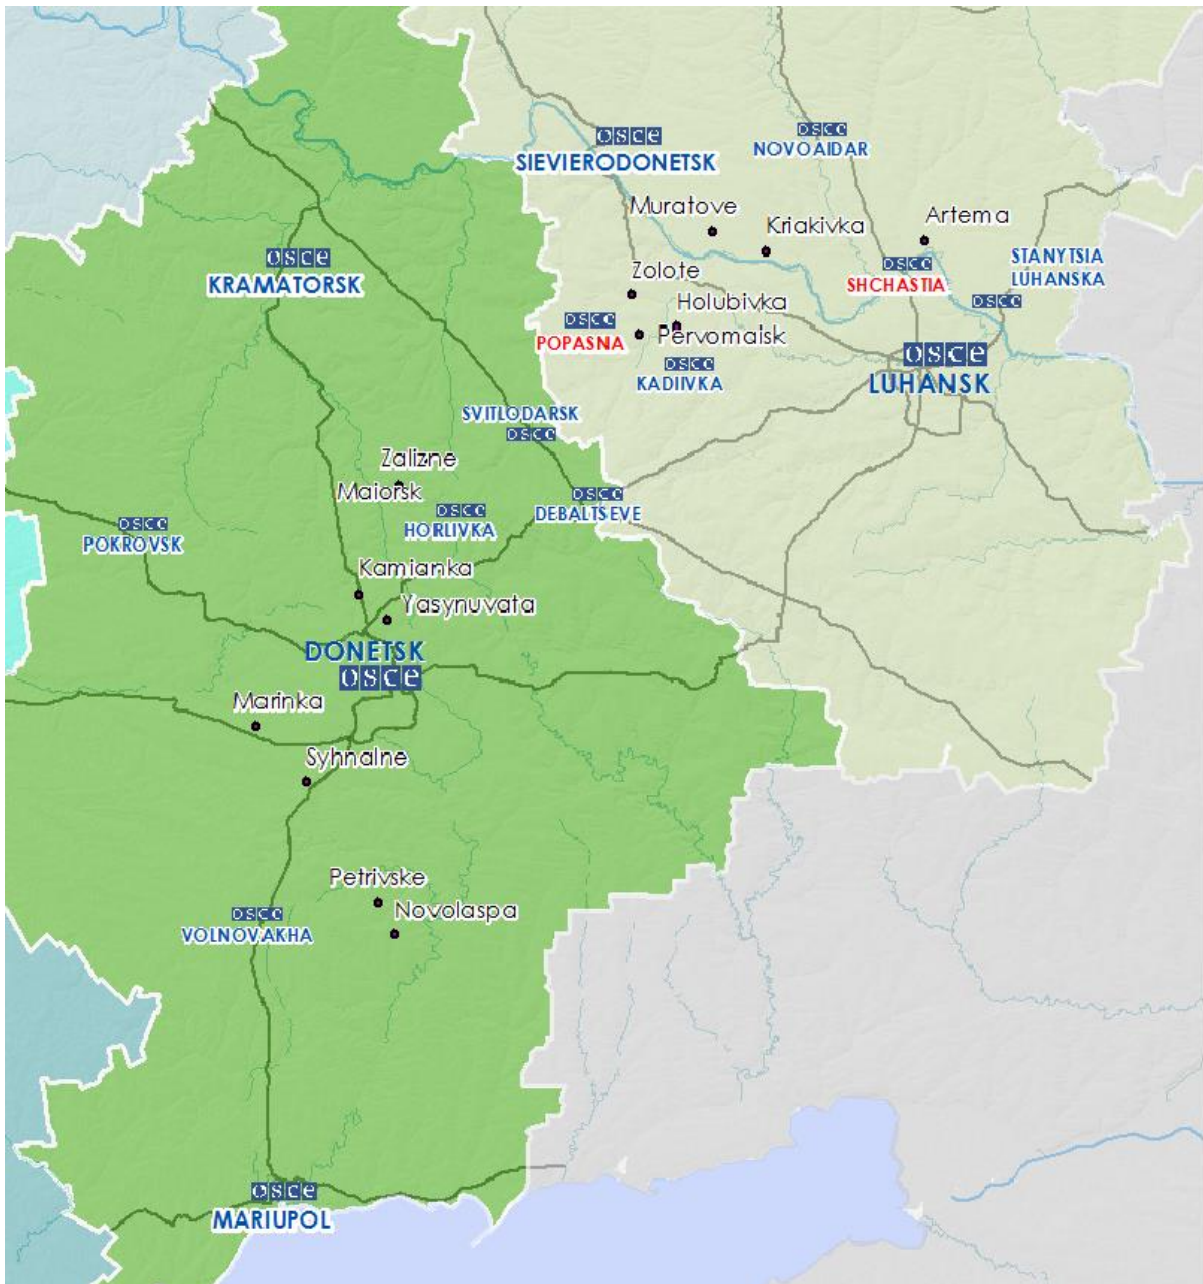 osce
SIEVIERODONETSK
osce
NOVOAIDAR
Muratove
Kriakivka
Artema
osce
KRAMATORSK
STANYTSIA
LUHANSKA
osce
osce
SHCHASTIA
Zolote
Holubivka
osce
POPASNA
Pervomaisk
osce
KADIIVKA
osce
LUHANSK
SVITLODARSK
osce
Zalizne
Maiorsk
osce
HORLIVKA
osce
DEBALTSEVE
osce
POKROVSK
Kamianka
Yasynuvata
DONETSK
osce
Marinka
Syhnalne
Petrivske
Novolaspa
osce
VOLNOVAKHA
osce
MARIUPOL